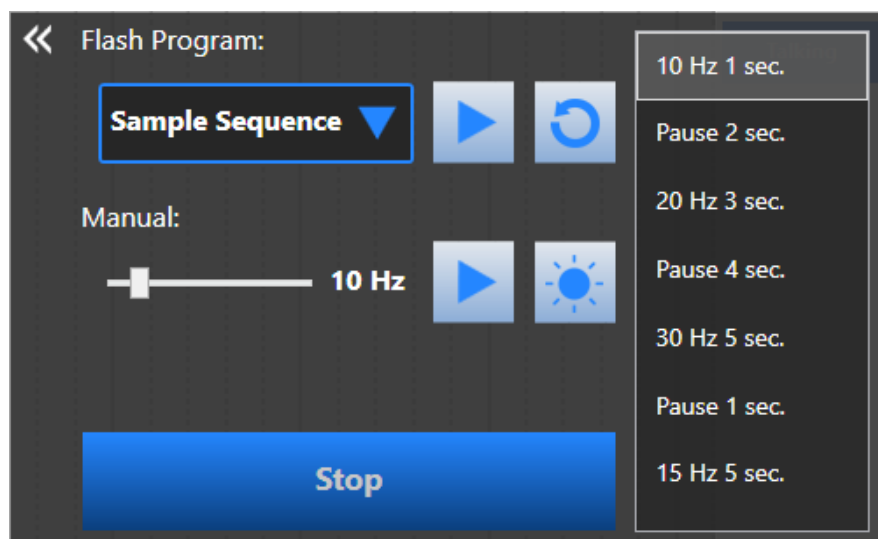 Flash Program:
Sample Sequence
Manual:
10 Hz
Stop
10 Hz 1 sec.
Pause 2 sec.
20 Hz 3 sec.
Pause 4 sec.
30 Hz 5 sec.
Pause 1 sec.
15 Hz 5 sec.